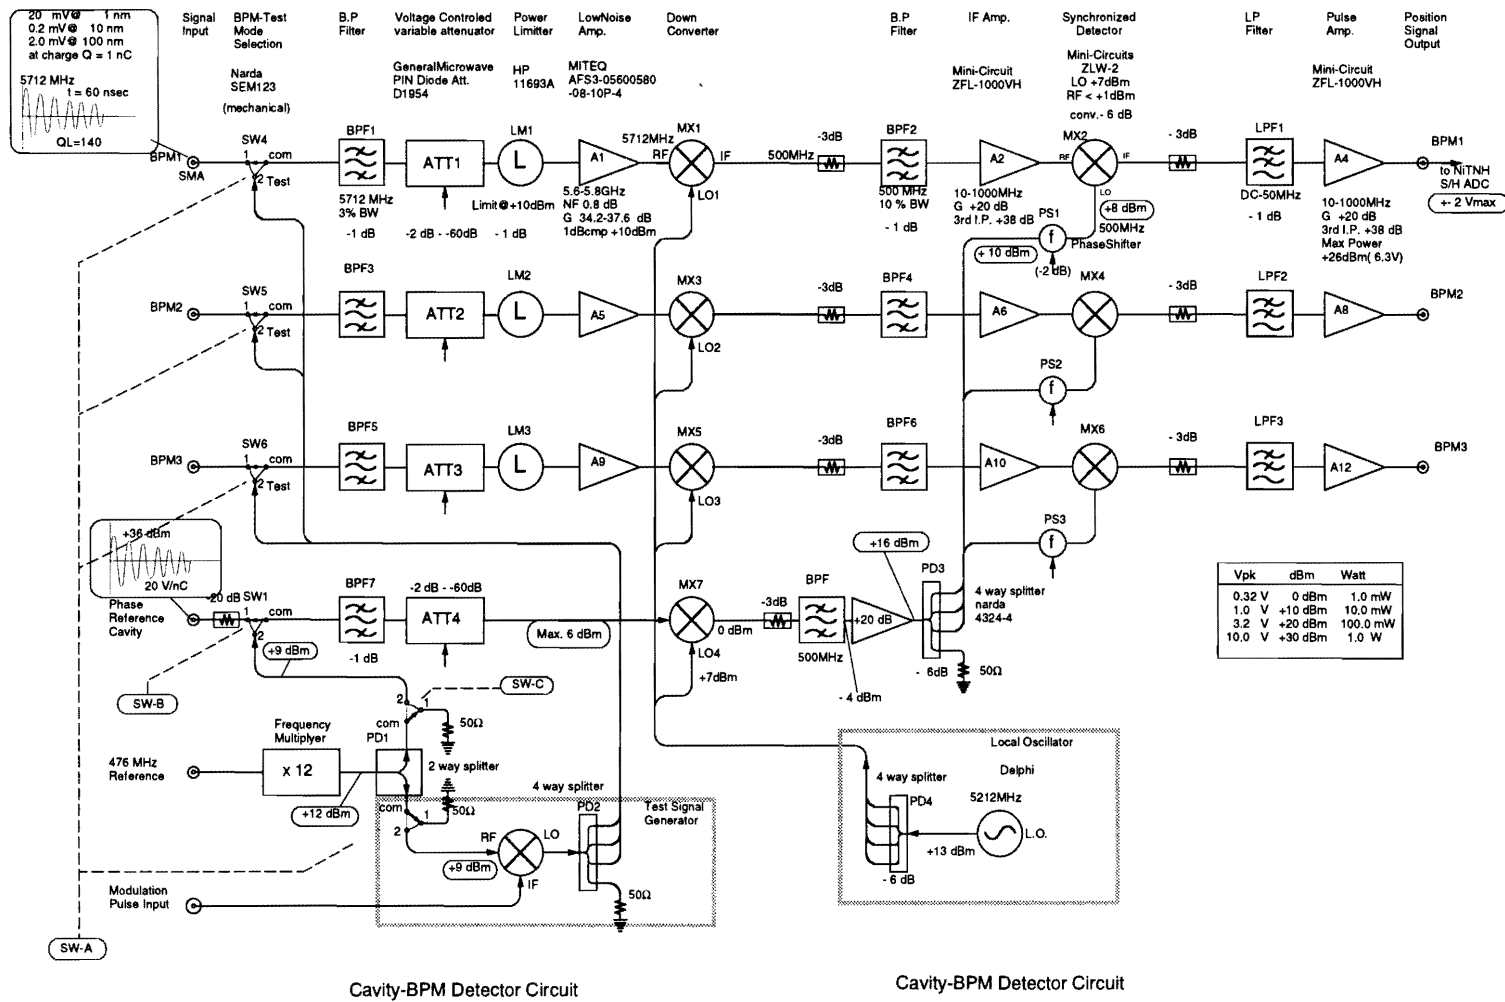 20 mV@ 1 nm
0.2 mV@ 10 nm
2.0 mV@ 100 nm
at charge Q = 1 nC
5712 MHz
t = 60 nsec
QL=140
Signal
Input
BPM-Test
Mode
Selection
Narda
SEM123
(mechanical)
B.P
Filter
Voltage Controled
variable attenuator
GeneralMicrowave
PIN Diode Att.
D1954
Power
Limitter
HP
11693A
LowNoise
Amp.
MITEQ
AFS3-05600580
-08-10P-4
Down
Converter
B.P
Filter
IF Amp.
Mini-Circuit
ZFL-1000VH
Synchronized
Detector
Mini-Circuits
ZLW-2
LO +7dBm
RF < +1dBm
conv.- 6 dB
LP
Filter
Pulse
Amp.
Mini-Circuit
ZFL-1000VH
Position
Signal
Output
BPM1
SMA
SW4
1
com
2
Test
BPF1
5712 MHz
3% BW
-1 dB
ATT1
-2 dB - -60dB
LM1
L
Limit@+10dBm
- 1 dB
A1
5.6-5.8GHz
NF 0.8 dB
G 34.2-37.6 dB
1dBcmp +10dBm
5712MHz
RF
MX1
IF
LO1
500MHz
-3dB
BPF2
500 MHz
10 % BW
- 1 dB
A2
10-1000MHz
G +20 dB
3rd I.P. +38 dB
MX2
RF
IF
LO
+8 dBm
500MHz
PS1
f
PhaseShifter
(-2 dB)
+ 10 dBm
- 3dB
LPF1
DC-50MHz
- 1 dB
A4
10-1000MHz
G +20 dB
3rd I.P. +38 dB
Max Power
+26dBm( 6.3V)
BPM1
to NiTNH
S/H ADC
+- 2 Vmax
BPM2
SW5
1
com
2
Test
BPF3
ATT2
LM2
L
A5
MX3
LO2
-3dB
BPF4
A6
MX4
PS2
f
- 3dB
LPF2
A8
BPM2
BPM3
SW6
1
com
2
Test
BPF5
ATT3
LM3
L
A9
MX5
LO3
-3dB
BPF6
A10
MX6
PS3
f
- 3dB
LPF3
A12
BPM3
+36 dBm
20 V/nC
Phase
Reference
Cavity
-20 dB
SW1
1
com
2
+9 dBm
BPF7
-1 dB
-2 dB - -60dB
ATT4
Max. 6 dBm
MX7
LO4
+7dBm
0 dBm
-3dB
BPF
500MHz
+20 dB
- 4 dBm
+16 dBm
PD3
- 6dB
4 way splitter
narda
4324-4
50Ω
Vpk dBm Watt
0.32 V 0 dBm 1.0 mW
1.0 V +10 dBm 10.0 mW
3.2 V +20 dBm 100.0 mW
10.0 V +30 dBm 1.0 W
SW-B
SW-C
2
1
com
50Ω
476 MHz
Reference
Frequency
Multiplyer
x 12
+12 dBm
PD1
2 way splitter
com
1
2
50Ω
4 way splitter
PD2
Test Signal
Generator
RF
LO
IF
+9 dBm
50Ω
Modulation
Pulse Input
SW-A
Local Oscillator
Delphi
4 way splitter
PD4
5212MHz
L.O.
+13 dBm
- 6 dB
Cavity-BPM Detector Circuit
Cavity-BPM Detector Circuit